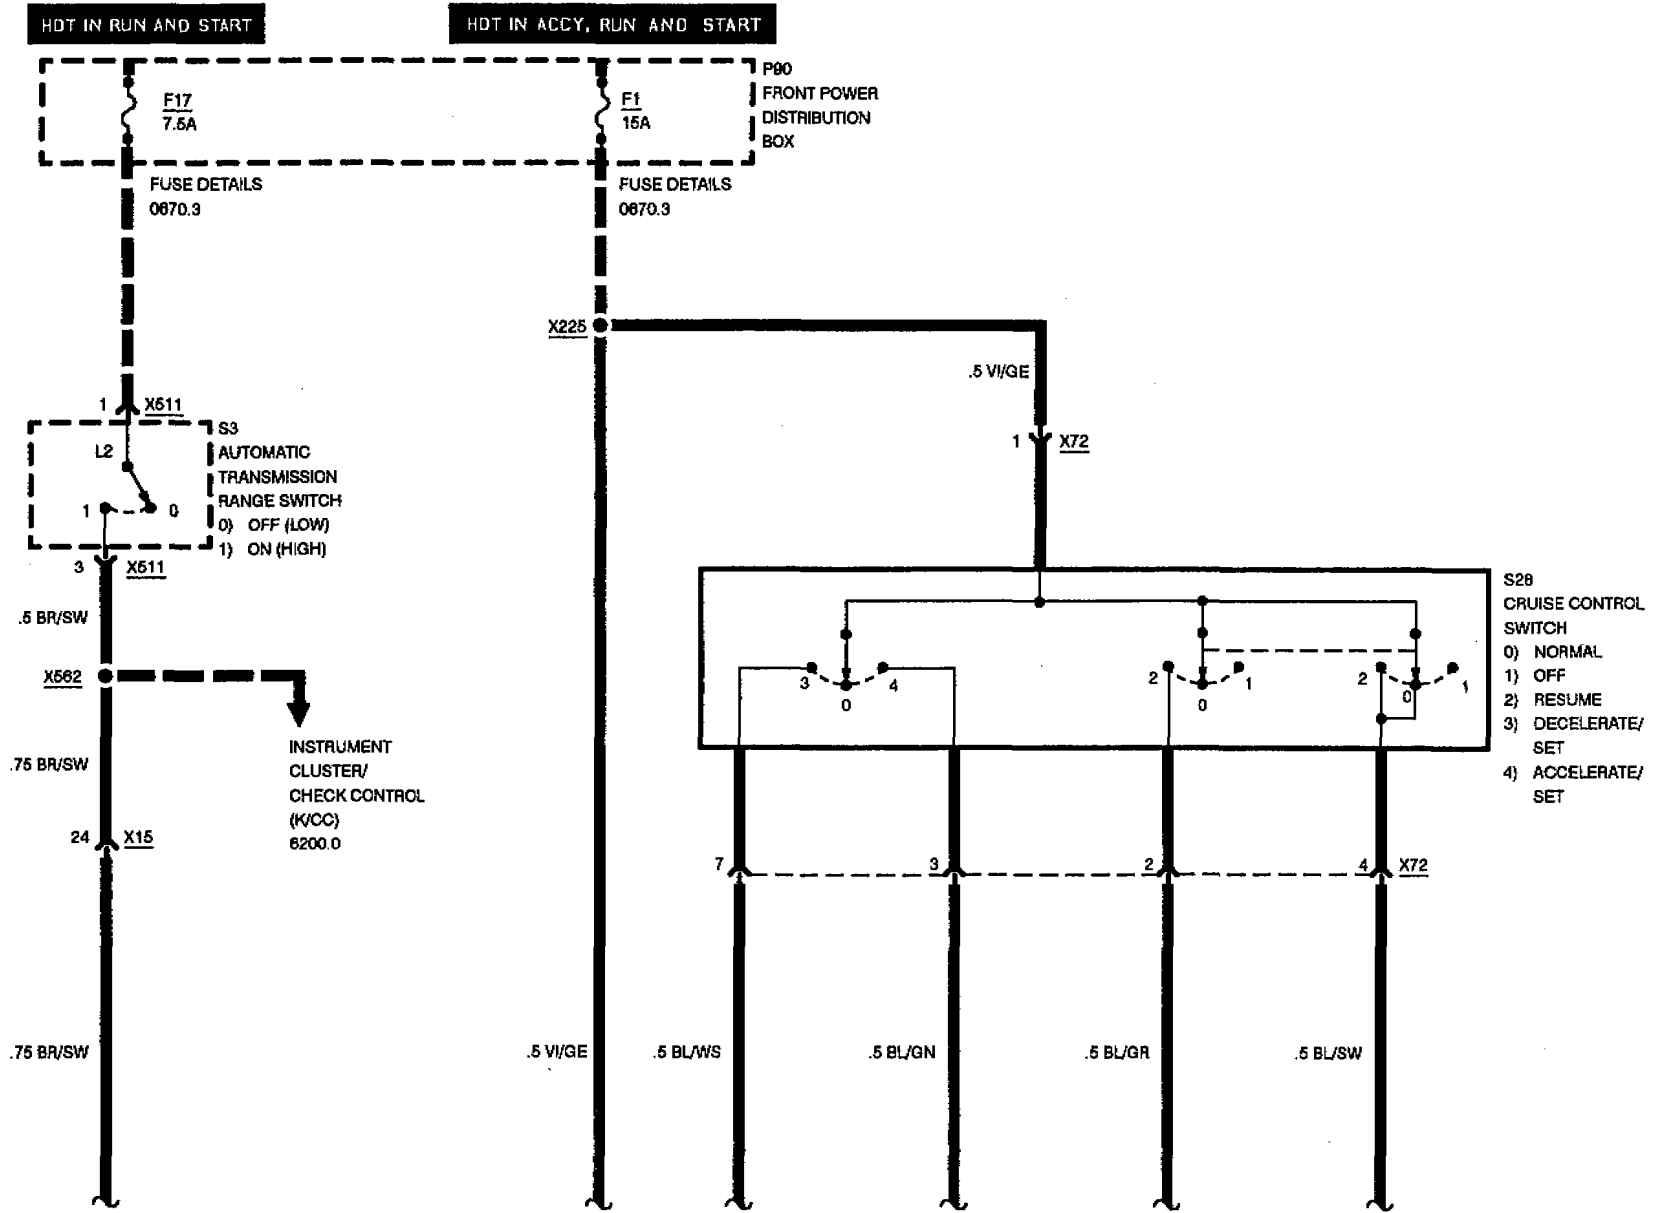 HOT IN RUN AND START
HOT IN ACCY, RUN AND START
F17
7.5A
F1
15A
P90
FRONT POWER
DISTRIBUTION
BOX
FUSE DETAILS
0670.3
FUSE DETAILS
0670.3
X225
.5 VI/GE
1 X511
1 X72
S3
AUTOMATIC
TRANSMISSION
RANGE SWITCH
0) OFF (LOW)
1) ON (HIGH)
L2
1 0
3 X511
.5 BR/SW
X562
INSTRUMENT
CLUSTER/
CHECK CONTROL
(K/CC)
6200.0
.75 BR/SW
24 X15
S28
CRUISE CONTROL
SWITCH
0) NORMAL
1) OFF
2) RESUME
3) DECELERATE/
SET
4) ACCELERATE/
SET
3 0 4
2 0 1
2 0 1
7 3 2 4 X72
.75 BR/SW
.5 VI/GE
.5 BL/WS
.5 BL/GN
.5 BL/GR
.5 BL/SW